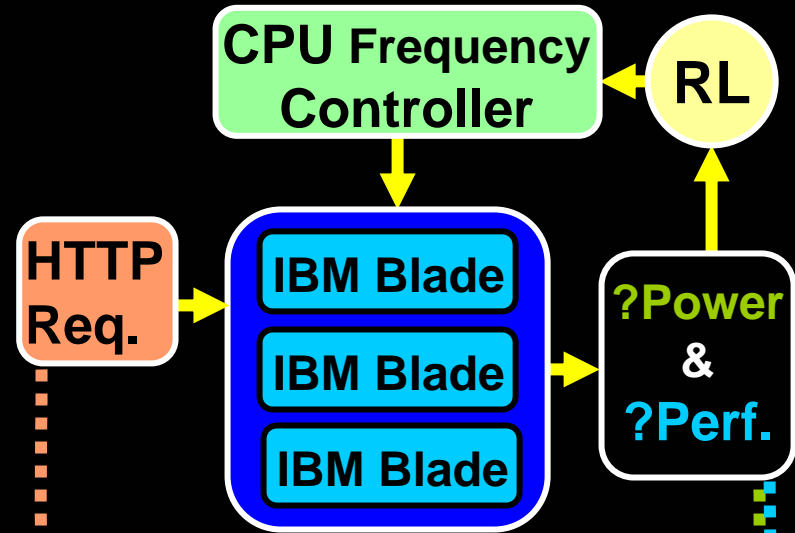 CPU Frequency
Controller
RL
HTTP
Req.
IBM Blade
IBM Blade
IBM Blade
?Power
&
?Perf.